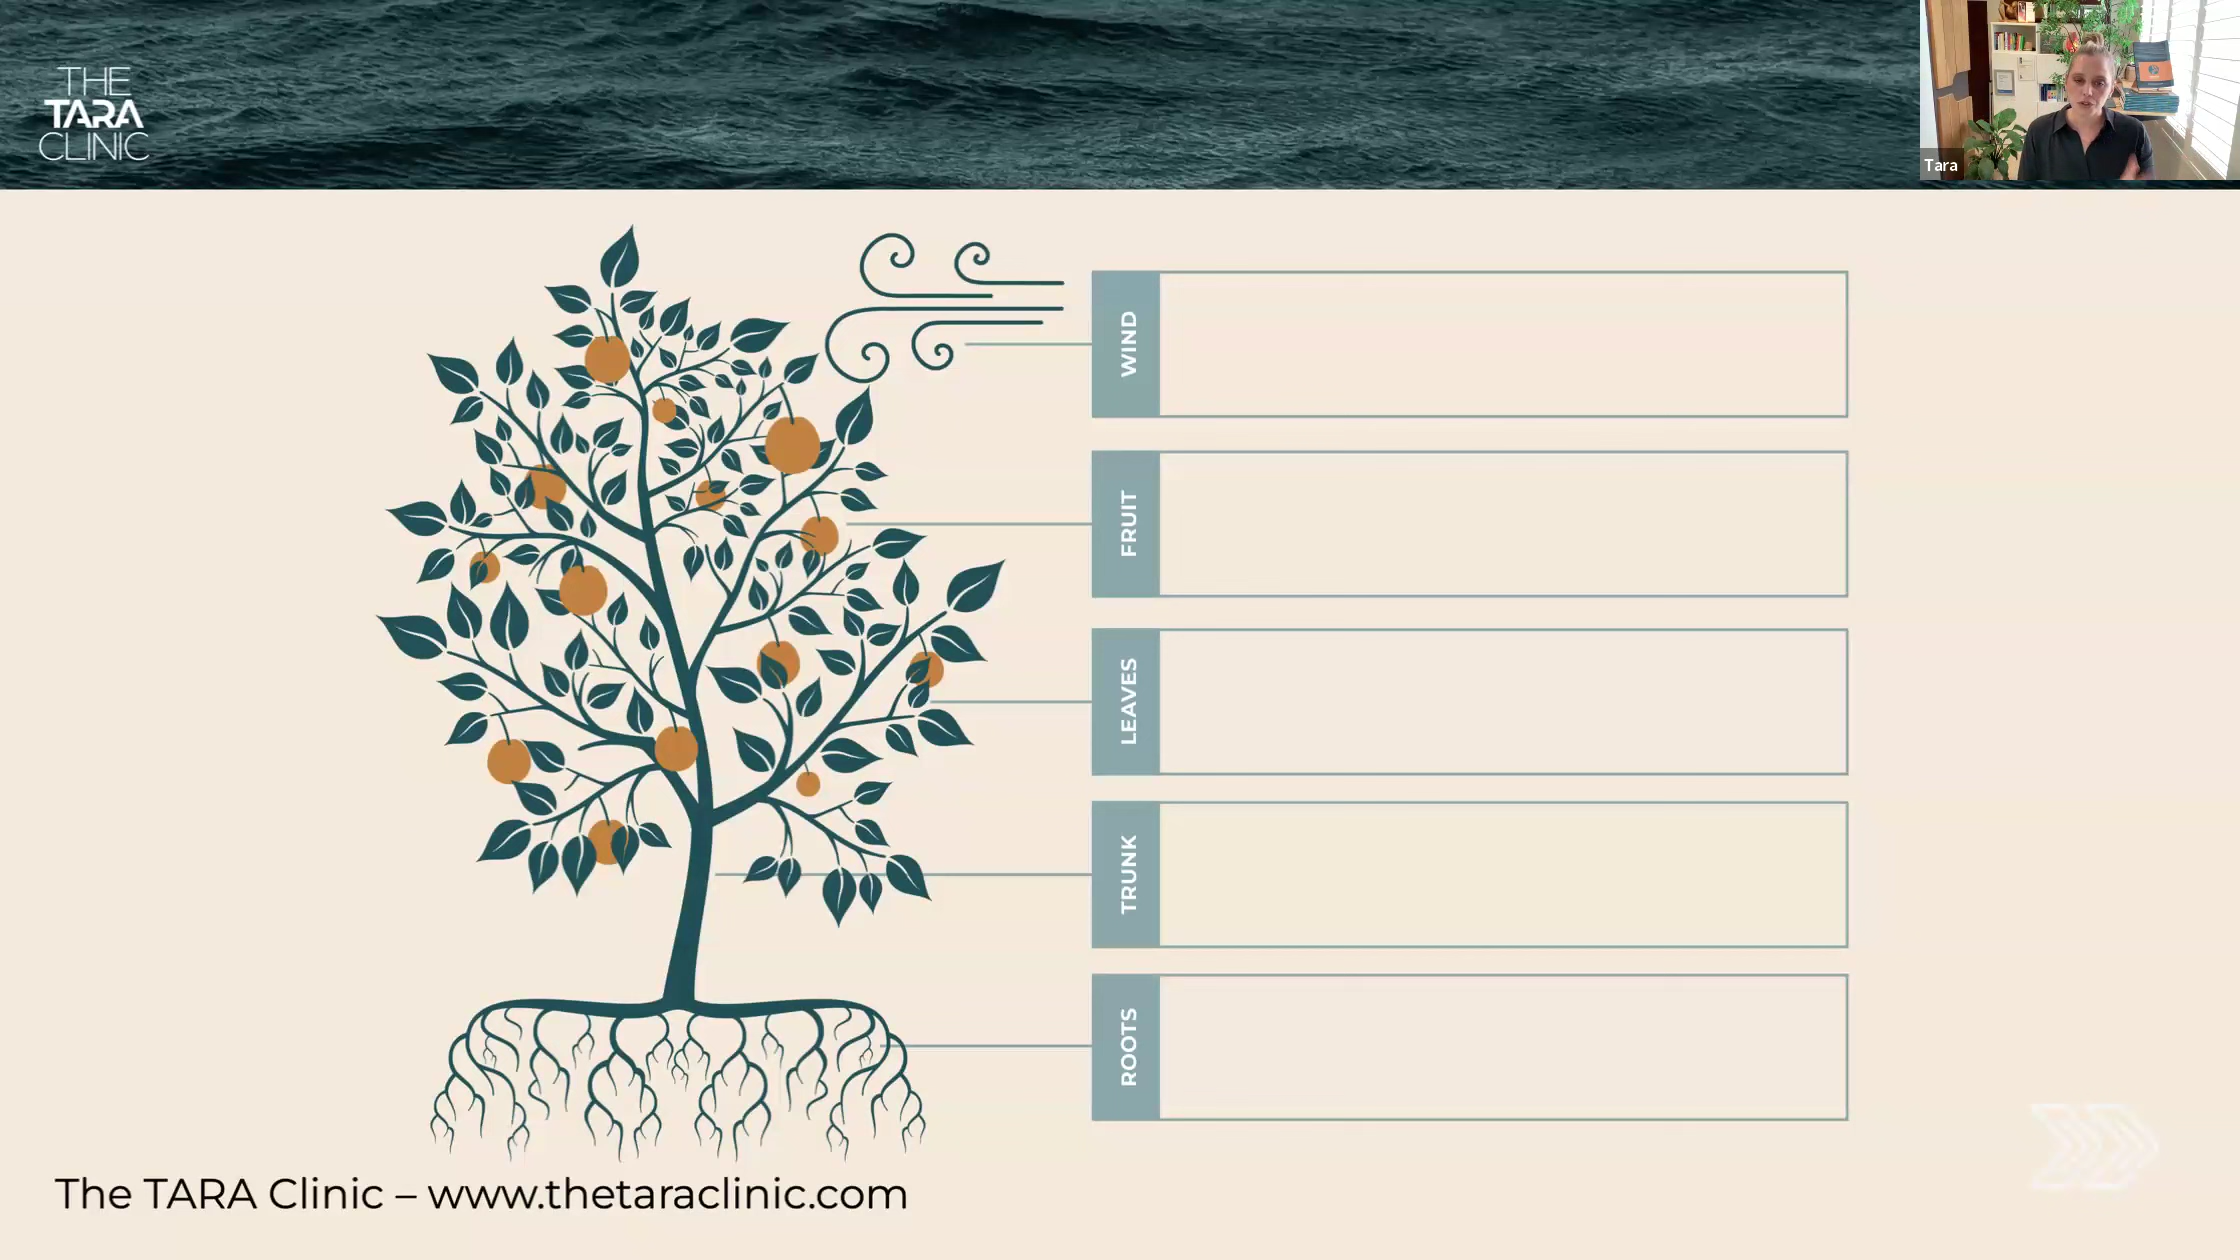 THE
TARA
CLINIC
Tara
WIND
FRUIT
LEAVES
TRUNK
ROOTS
The TARA Clinic – www.thetaraclinic.com